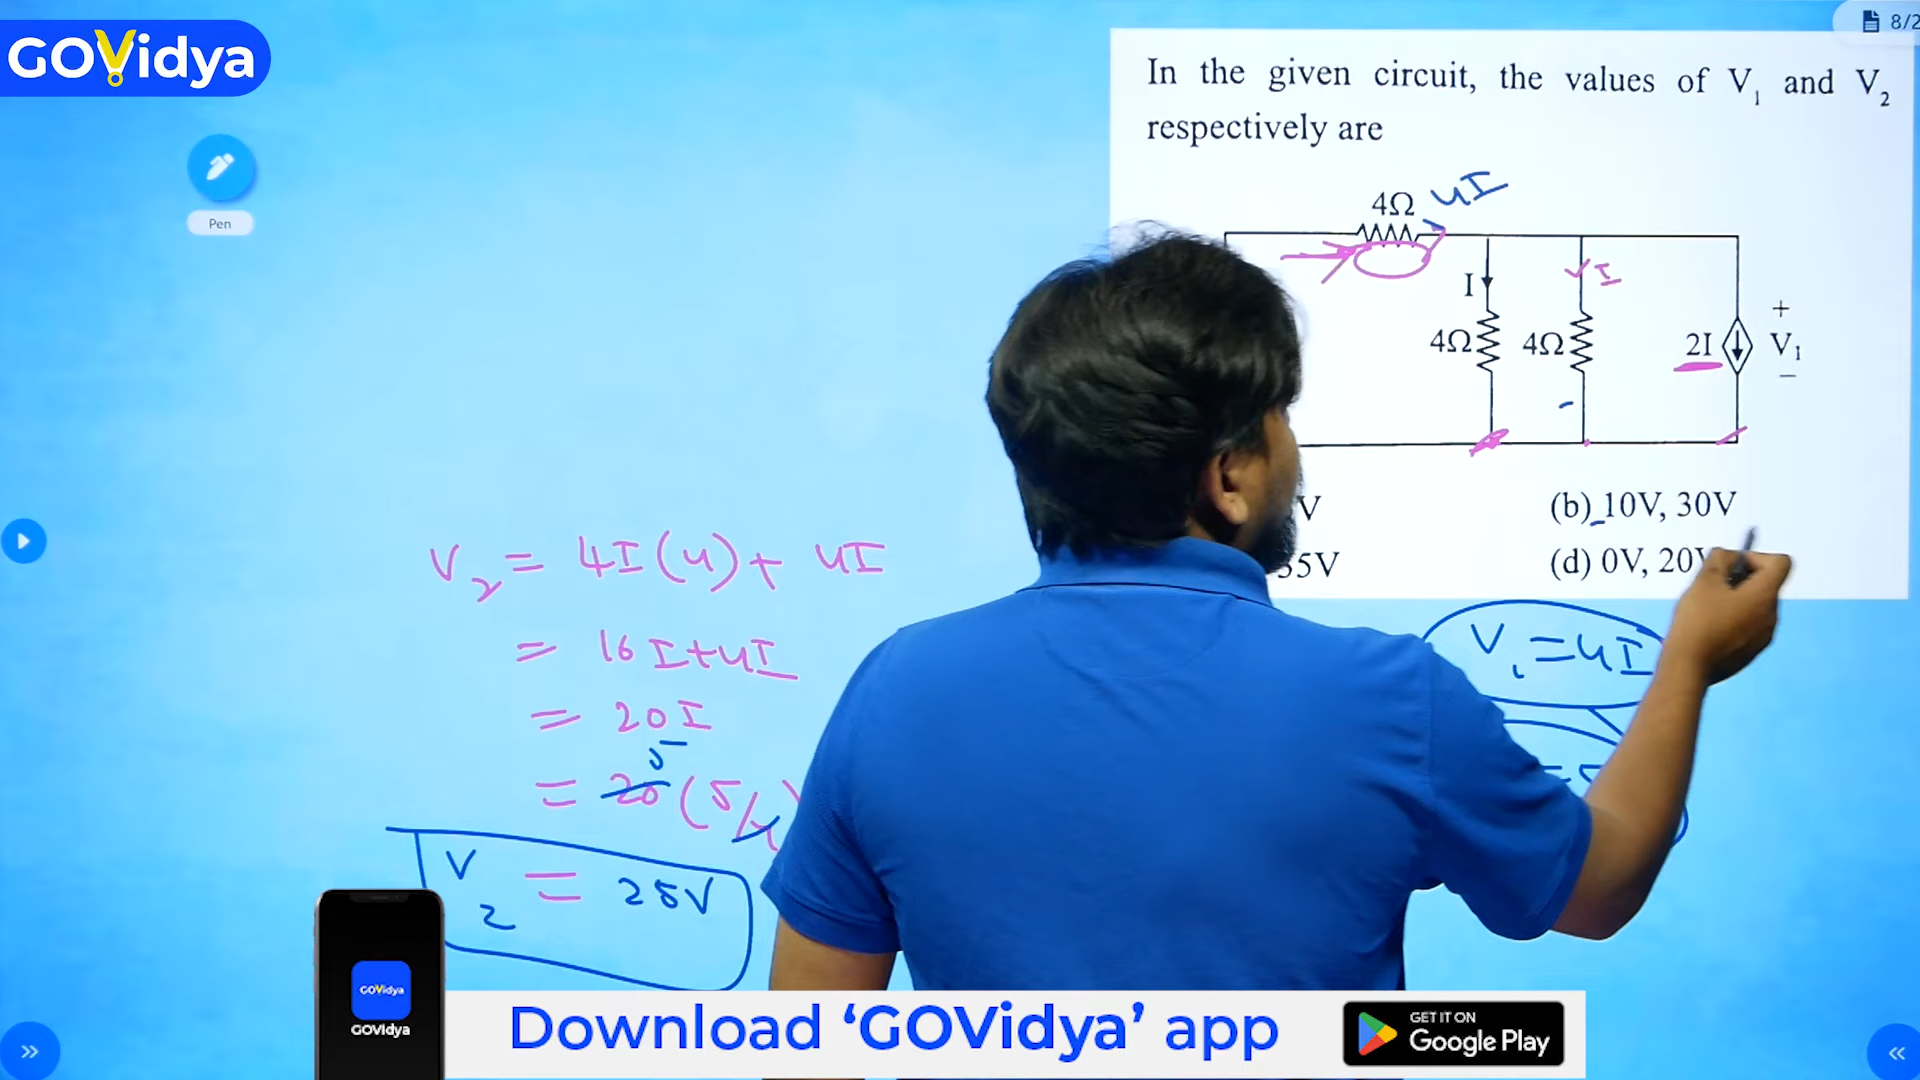 GOVidya
8/2
Pen
In the given circuit, the values of V1 and V2
respectively are
4Ω
4I
I
I
4Ω
4Ω
2I
+
V1
−
V
(b) 10V, 30V
35V
(d) 0V, 20V
V2 = 4I(4) + 4I
= 16I+4I
= 20I
5
= 20 (5/4)
V2 = 25V
V1 = 4I
GOVidya
GOVidya
Download ‘GOVidya’ app
GET IT ON
Google Play